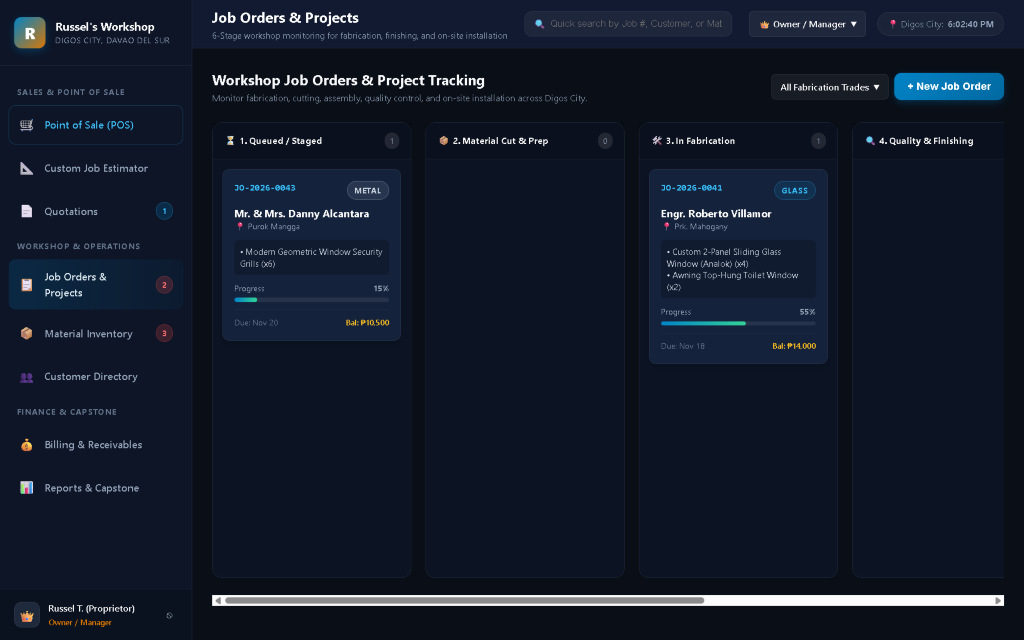 R
Russel's Workshop
DIGOS CITY, DAVAO DEL SUR
SALES & POINT OF SALE
Point of Sale (POS)
Custom Job Estimator
Quotations
1
WORKSHOP & OPERATIONS
Job Orders &
Projects
2
Material Inventory
3
Customer Directory
FINANCE & CAPSTONE
Billing & Receivables
Reports & Capstone
Russel T. (Proprietor)
Owner / Manager
Job Orders & Projects
6-Stage workshop monitoring for fabrication, finishing, and on-site installation
Quick search by Job #, Customer, or Mat
Owner / Manager ▼
Digos City: 6:02:40 PM
Workshop Job Orders & Project Tracking
Monitor fabrication, cutting, assembly, quality control, and on-site installation across Digos City.
All Fabrication Trades ▼
+ New Job Order
1. Queued / Staged
1
JO-2026-0043
METAL
Mr. & Mrs. Danny Alcantara
Purok Mangga
• Modern Geometric Window Security
Grills (x6)
Progress
15%
Due: Nov 20
Bal: ₱10,500
2. Material Cut & Prep
0
3. In Fabrication
1
JO-2026-0041
GLASS
Engr. Roberto Villamor
Prk. Mahogany
• Custom 2-Panel Sliding Glass
Window (Analok) (x4)
• Awning Top-Hung Toilet Window
(x2)
Progress
55%
Due: Nov 18
Bal: ₱14,000
4. Quality & Finishing